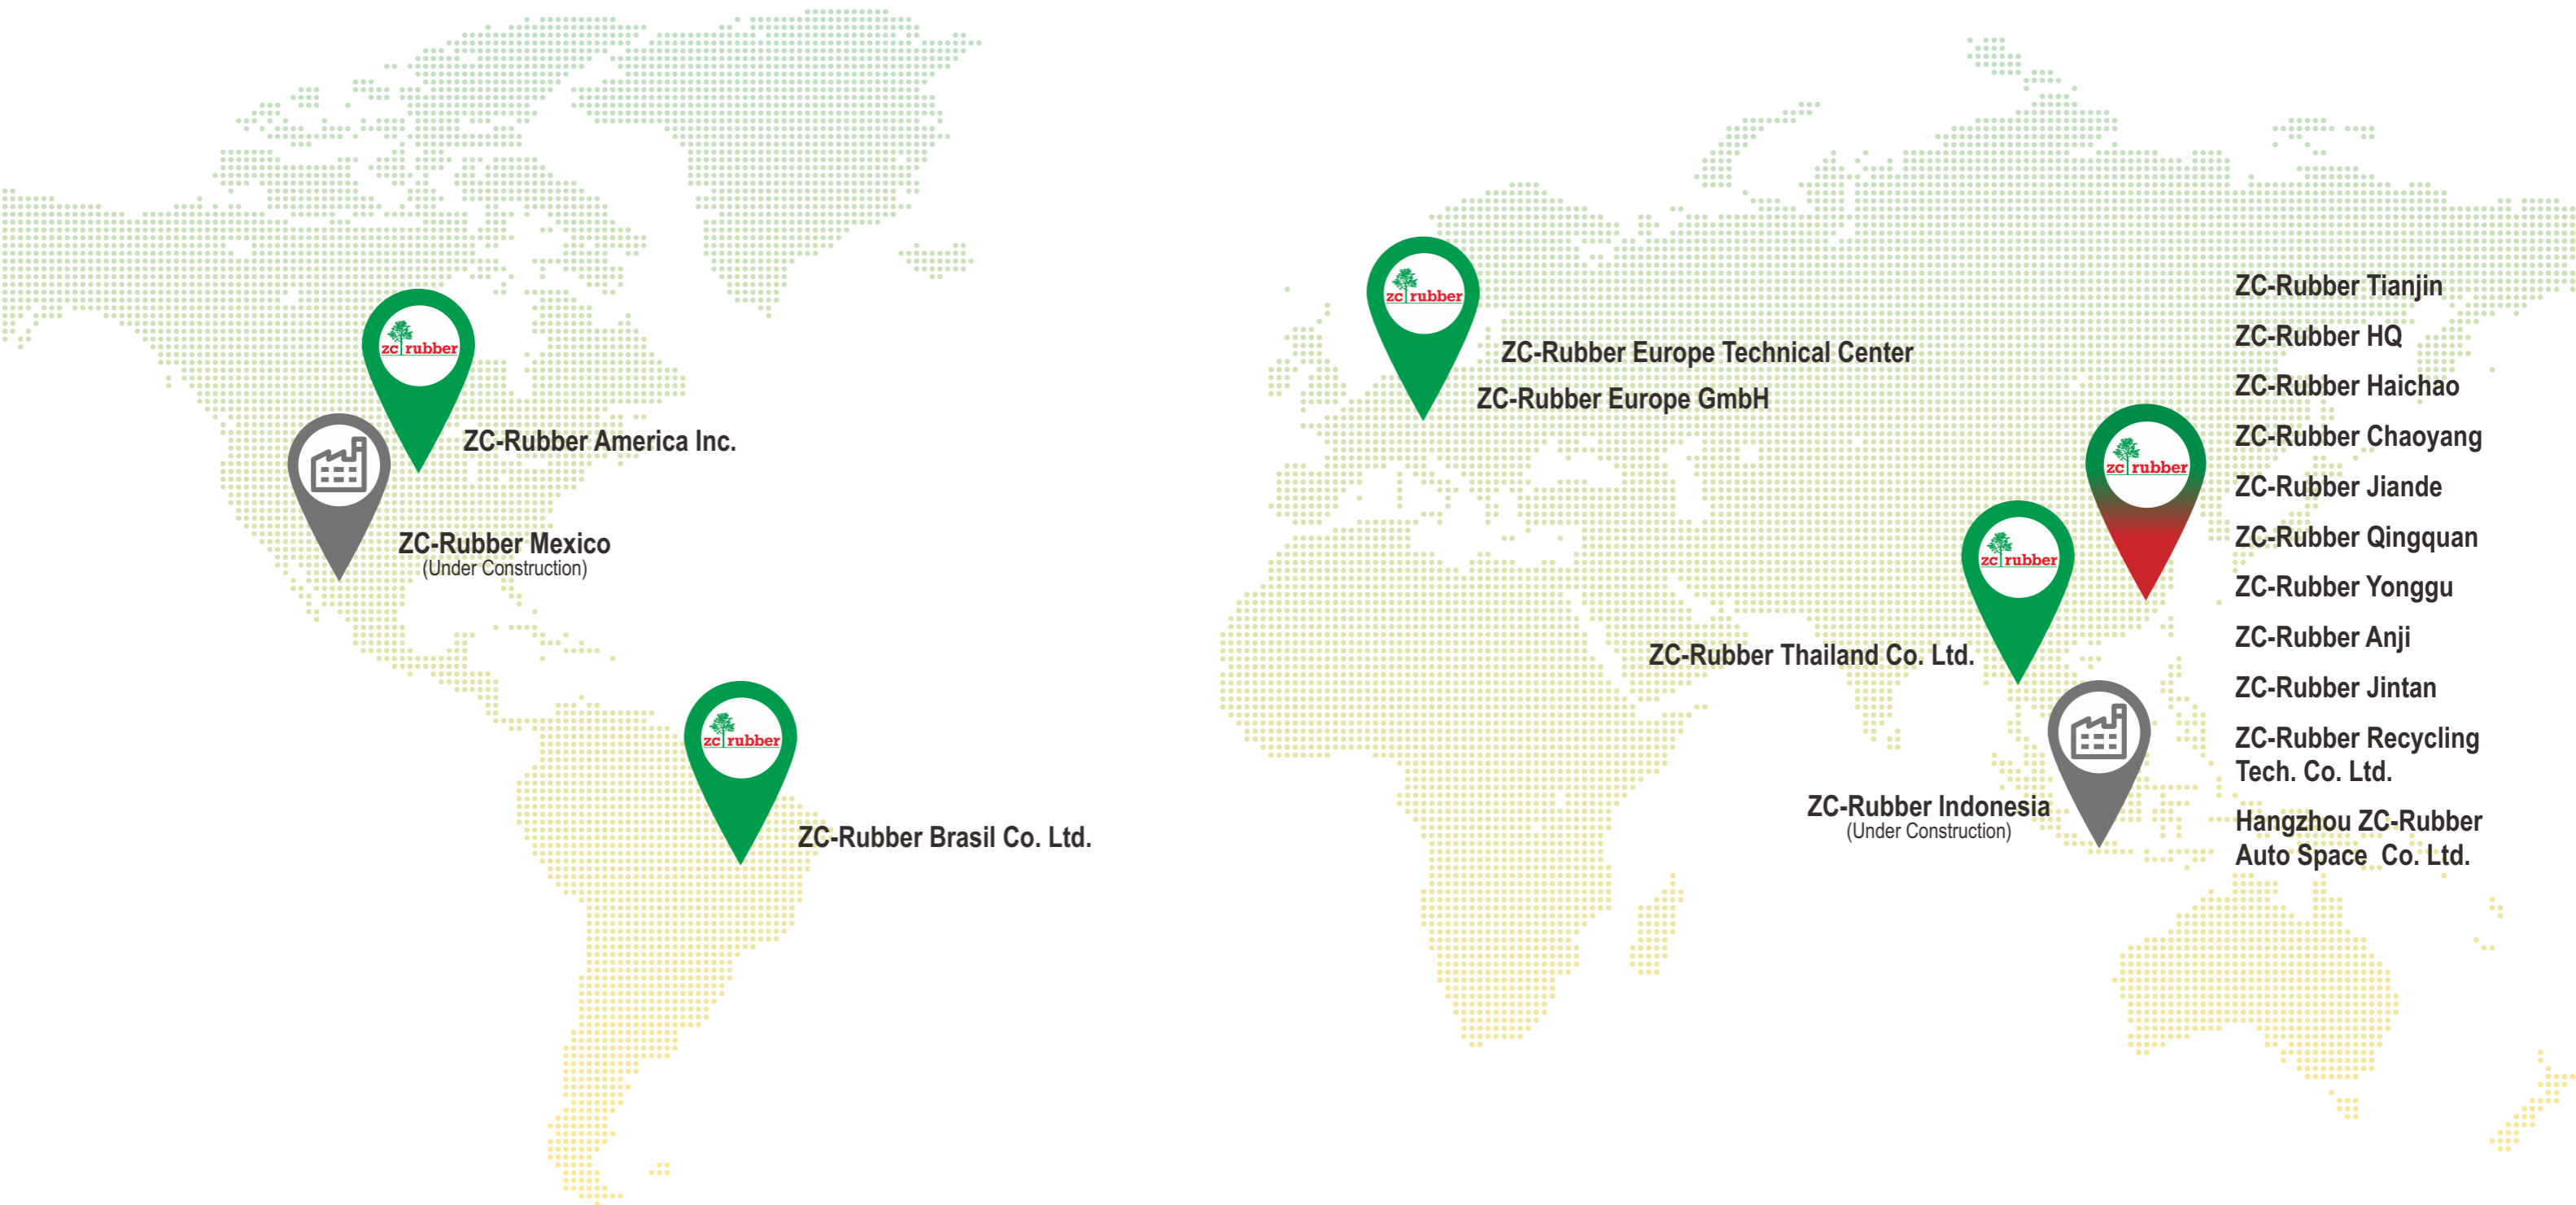 zc rubber
ZC-Rubber America Inc.
ZC-Rubber Mexico
(Under Construction)
zc rubber
ZC-Rubber Brasil Co. Ltd.
zc rubber
ZC-Rubber Europe Technical Center
ZC-Rubber Europe GmbH
zc rubber
ZC-Rubber Thailand Co. Ltd.
ZC-Rubber Indonesia
(Under Construction)
zc rubber
ZC-Rubber Tianjin
ZC-Rubber HQ
ZC-Rubber Haichao
ZC-Rubber Chaoyang
ZC-Rubber Jiande
ZC-Rubber Qingquan
ZC-Rubber Yonggu
ZC-Rubber Anji
ZC-Rubber Jintan
ZC-Rubber Recycling
Tech. Co. Ltd.
Hangzhou ZC-Rubber
Auto Space Co. Ltd.